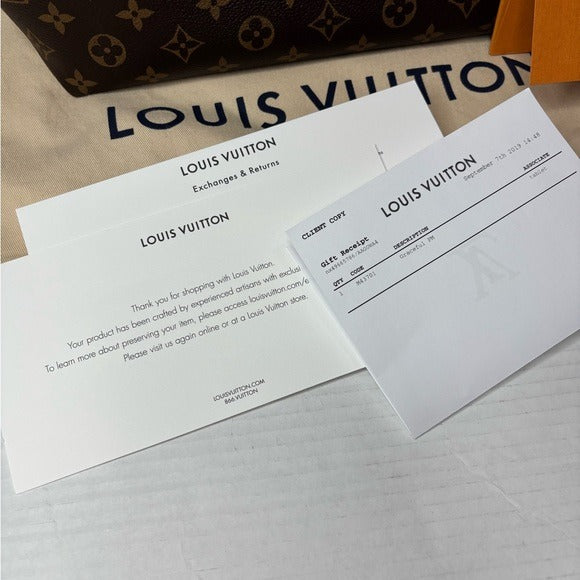 LOUIS VUITTON
LOUIS VUITTON
Exchanges & Returns
LOUIS VUITTON
Thank you for shopping with Louis Vuitton.
Your product has been crafted by experienced artisans with exclusi
To learn more about preserving your item, please access louisvuitton.com/e
Please visit us again online or at a Louis Vuitton store.
LOUISVUITTON.COM
866.VUITTON
CLIENT COPY
LOUIS VUITTON
September 7th 2019 14:48
Gift Receipt
ASSOCIATE
tablet
QTY CODE DESCRIPTION
1 M43701 Graceful PM